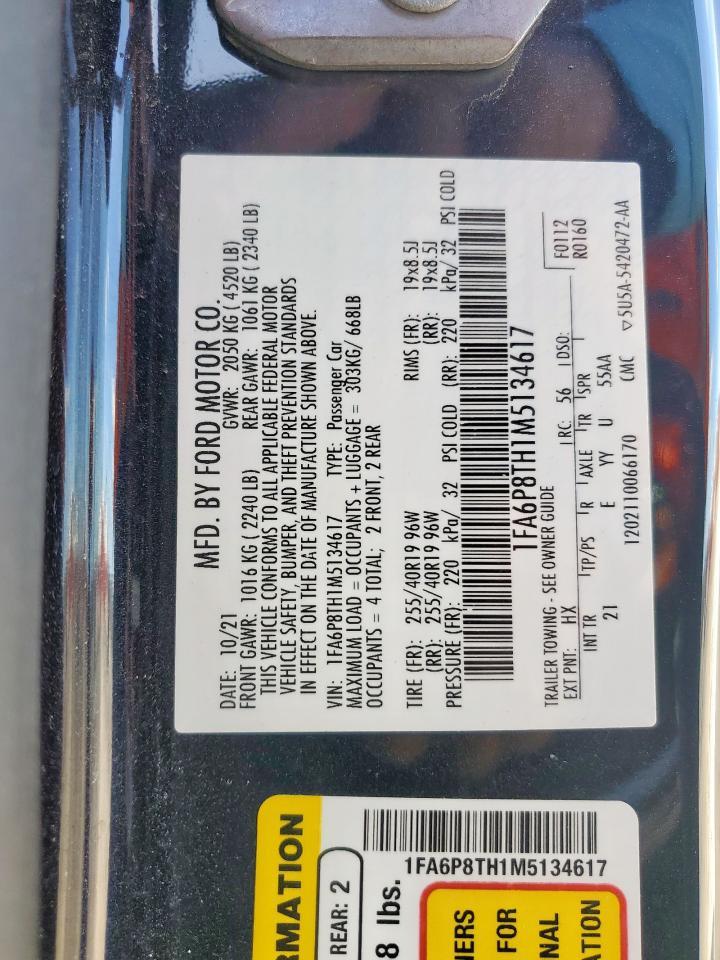 MFD. BY FORD MOTOR CO.
DATE: 10/21 GVWR: 2050 KG ( 4520 LB)
FRONT GAWR: 1016 KG ( 2240 LB) REAR GAWR: 1061 KG ( 2340 LB)
THIS VEHICLE CONFORMS TO ALL APPLICABLE FEDERAL MOTOR
VEHICLE SAFETY, BUMPER, AND THEFT PREVENTION STANDARDS
IN EFFECT ON THE DATE OF MANUFACTURE SHOWN ABOVE.
VIN: 1FA6P8TH1M5134617 TYPE: Passenger Car
MAXIMUM LOAD = OCCUPANTS + LUGGAGE = 303KG/ 668LB
OCCUPANTS = 4 TOTAL; 2 FRONT, 2 REAR
TIRE (FR): 255/40R19 96W RIMS (FR): 19x8.5J
(RR): 255/40R19 96W (RR): 19x8.5J
PRESSURE (FR): 220 kPa/ 32 PSI COLD (RR): 220 kPa/ 32 PSI COLD
1FA6P8TH1M5134617
TRAILER TOWING - SEE OWNER GUIDE
F0112
EXT PNT: HX RC: 56 DSO: R0160
INT TR TP/PS R AXLE TR SPR
21 E YY U 55AA
12021110066170 CMC ▽5U5A-5420472-AA
RMATION
REAR: 2
8 lbs.
1FA6P8TH1M5134617
NERS
FOR
NAL
ATION